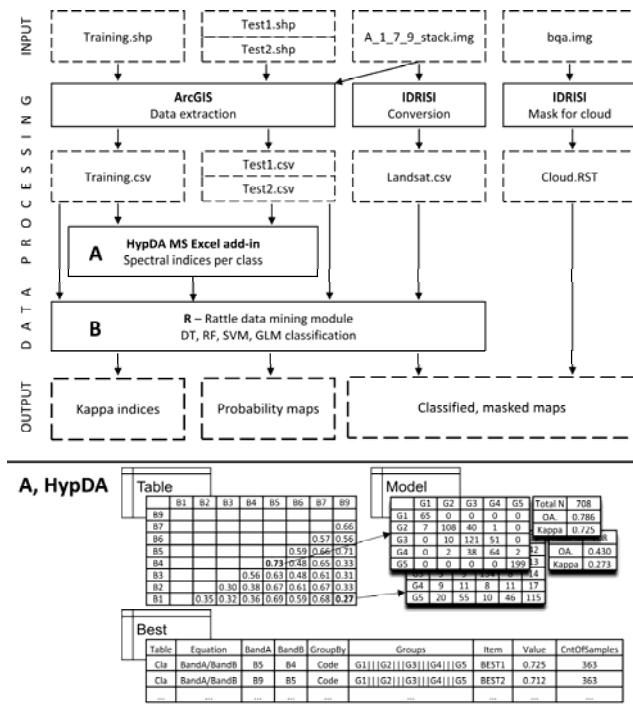 INPUT
Training.shp
Test1.shp
Test2.shp
A_1_7_9_stack.img
bqa.img
DATA PROCESSING
ArcGIS
Data extraction
IDRISI
Conversion
IDRISI
Mask for cloud
Training.csv
Test1.csv
Test2.csv
Landsat.csv
Cloud.RST
A
HypDA MS Excel add-in
Spectral indices per class
B
R – Rattle data mining module
DT, RF, SVM, GLM classification
OUTPUT
Kappa indices
Probability maps
Classified, masked maps
A, HypDA
Table
B1 B2 B3 B4 B5 B6 B7 B9
B9
B7 0.66
B6 0.57 0.56
B5 0.59 0.66 0.71
B4 0.73 0.48 0.65 0.33
B3 0.56 0.63 0.48 0.61 0.31
B2 0.30 0.38 0.67 0.61 0.67 0.33
B1 0.35 0.32 0.36 0.69 0.59 0.68 0.27
Model
G1 G2 G3 G4 G5
G1 65 0 0 0 0
G2 7 108 40 1 0
G3 0 10 121 51 0
G4 0 2 38 64 2
G5 0 0 0 0 199
Total N 708
OA. 0.786
Kappa 0.725
OA. 0.430
Kappa 0.273
G4 9 11 8 11 17
G5 20 55 10 46 115
Best
Table Equation BandA BandB GroupBy Groups Item Value CntOfSamples
Cla BandA/BandB B5 B4 Code G1|||G2|||G3|||G4|||G5 BEST1 0.725 363
Cla BandA/BandB B9 B5 Code G1|||G2|||G3|||G4|||G5 BEST2 0.712 363
... ... ... ... ... ... ... ... ...